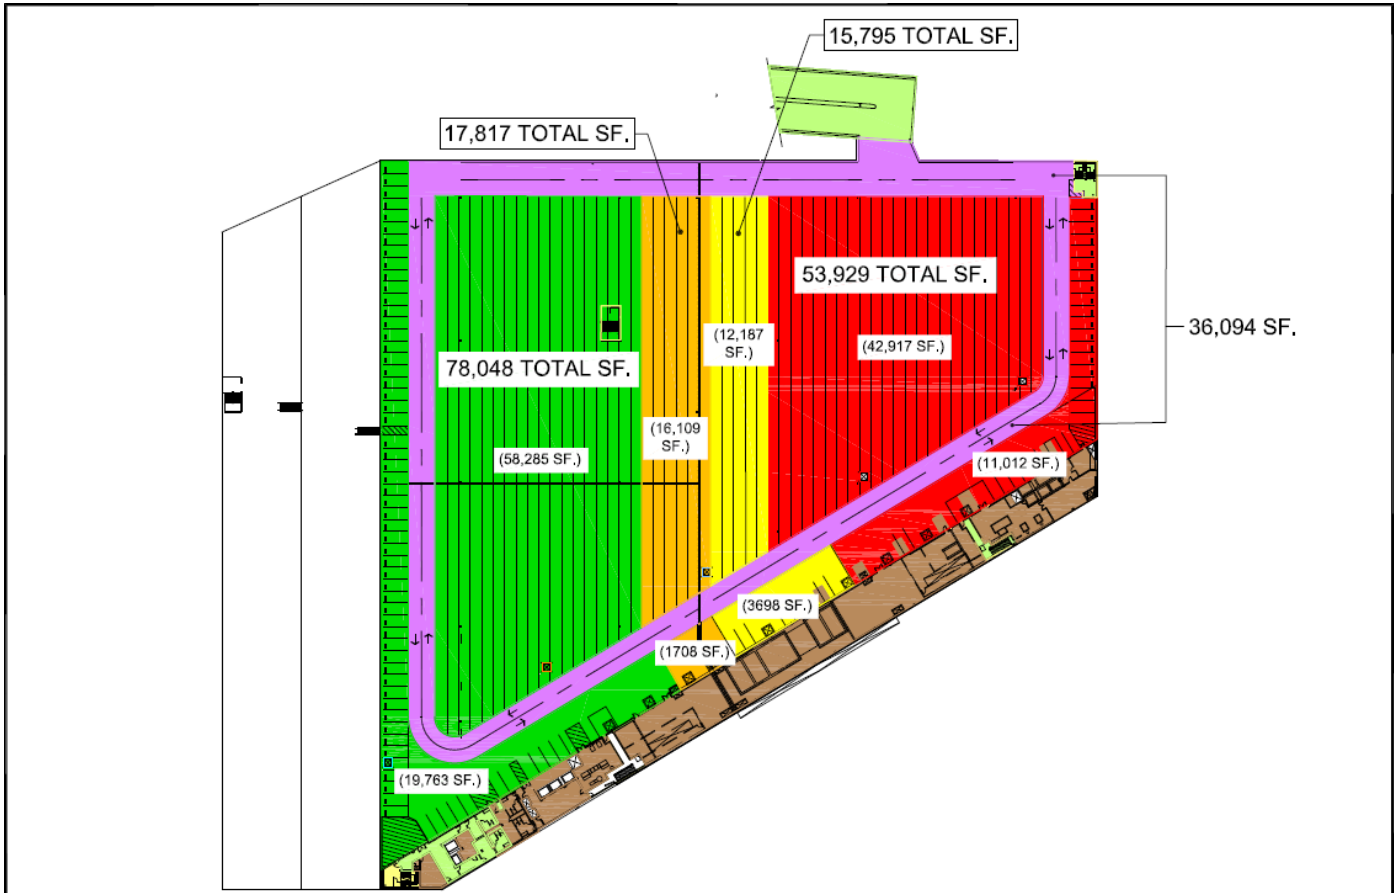 15,795 TOTAL SF.
17,817 TOTAL SF.
53,929 TOTAL SF.
36,094 SF.
(12,187
SF.)
(42,917 SF.)
78,048 TOTAL SF.
(16,109
SF.)
(58,285 SF.)
(11,012 SF.)
(3698 SF.)
(1708 SF.)
(19,763 SF.)